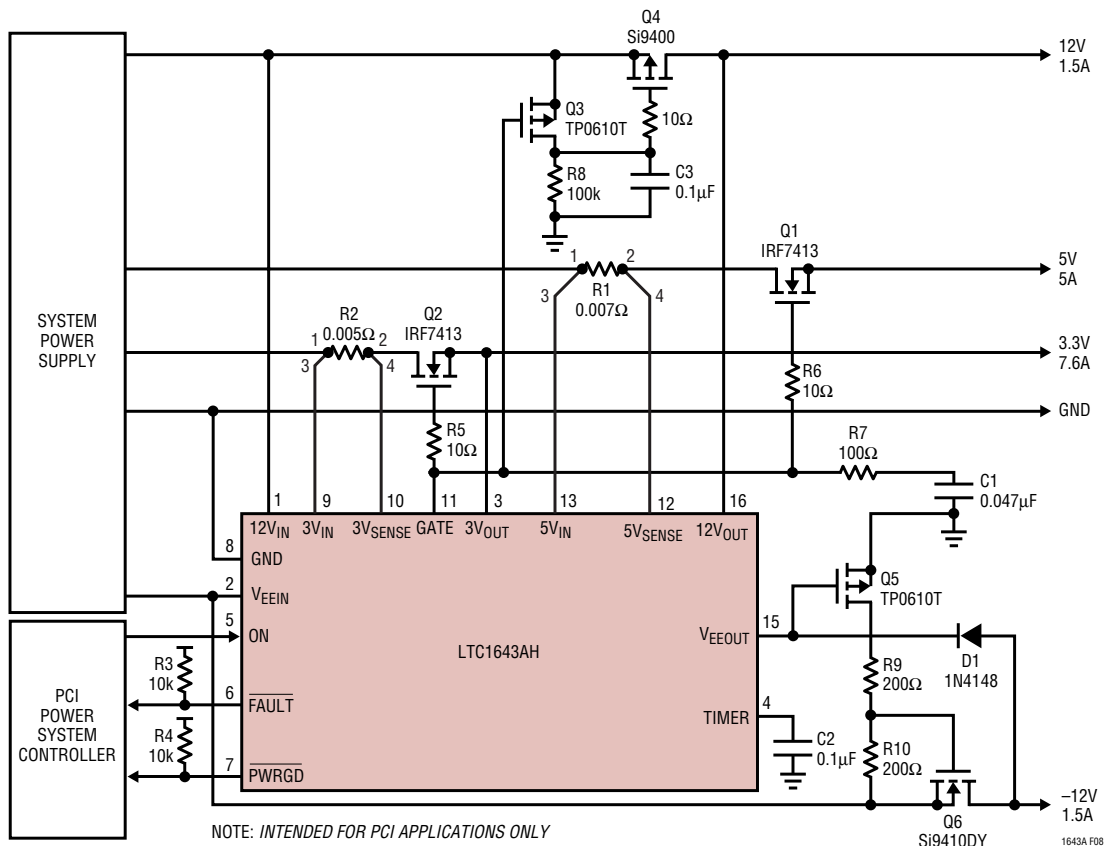 Q4
Si9400
12V
1.5A
Q3
TP0610T
10Ω
R8
100k
C3
0.1µF
Q1
IRF7413
5V
5A
1
2
3
4
R1
0.007Ω
SYSTEM
POWER
SUPPLY
R2
0.005Ω
1
2
3
4
Q2
IRF7413
3.3V
7.6A
R6
10Ω
GND
R5
10Ω
R7
100Ω
C1
0.047µF
1
9
10
11
3
13
12
16
12VIN
3VIN
3VSENSE
GATE
3VOUT
5VIN
5VSENSE
12VOUT
8
GND
2
VEEIN
5
ON
LTC1643AH
15
VEEOUT
Q5
TP0610T
D1
1N4148
R9
200Ω
PCI
POWER
SYSTEM
CONTROLLER
R3
10k
6
FAULT
R4
10k
7
PWRGD
4
TIMER
C2
0.1µF
R10
200Ω
–12V
1.5A
Q6
Si9410DY
NOTE: INTENDED FOR PCI APPLICATIONS ONLY
1643A F08